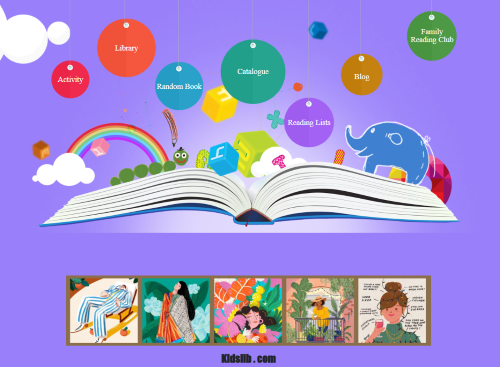 Family
Reading Club
Library
Activity
Random Book
Catalogue
Blog
Reading Lists
Kidslib.com